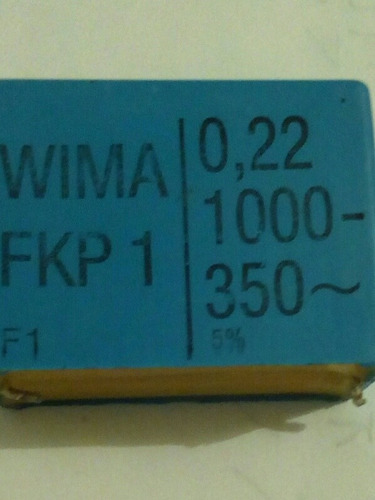 WIMA
FKP 1
F1
0,22
1000-
350~
5%